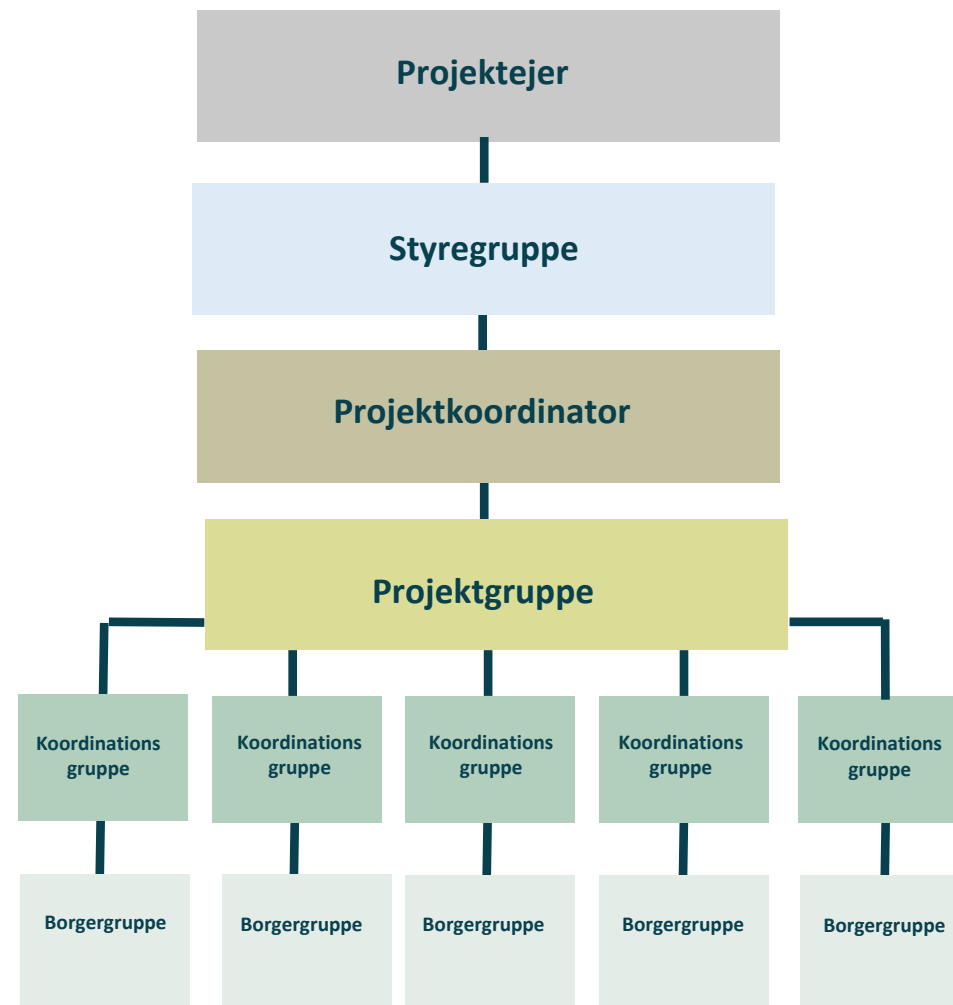 Projektejer
Styregruppe
Projektkoordinator
Projektgruppe
Koordinations
gruppe
Koordinations
gruppe
Koordinations
gruppe
Koordinations
gruppe
Koordinations
gruppe
Borgergruppe
Borgergruppe
Borgergruppe
Borgergruppe
Borgergruppe